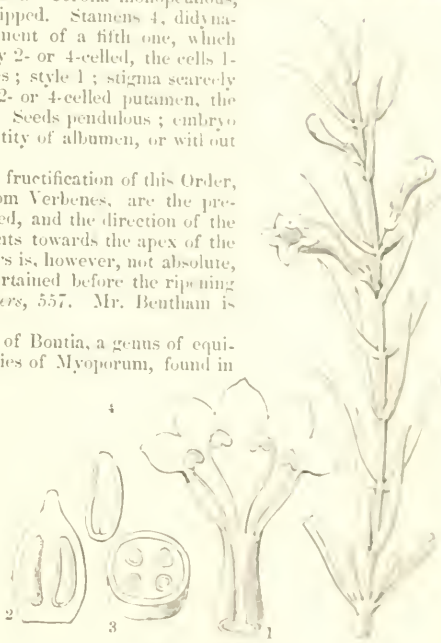 ipped. Stamens 4, didyna-
ment of a fifth one, which
y 2- or 4-celled, the cells 1-
s ; style 1 ; stigma scarcely
2- or 4-celled putamen, the
Seeds pendulous ; embryo
tity of albumen, or without
fructification of this Order,
om Verbenes, are the pre-
ed, and the direction of the
nts towards the apex of the
rs is, however, not absolute,
rtained before the ripening
ers, 557. Mr. Bentham is
of Bontia, a genus of equi-
ies of Myoporum, found in
4
2
3
1